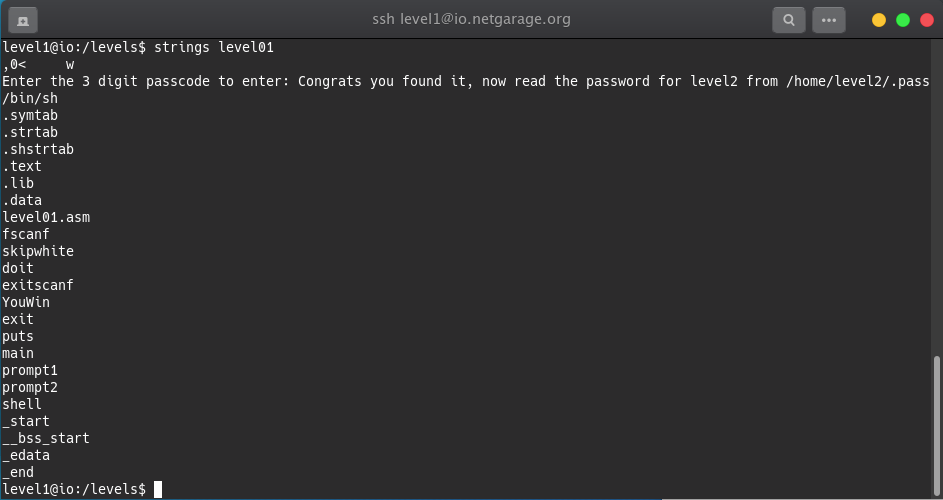 ssh level1@io.netgarage.org
level1@io:/levels$ strings level01
,0<     w
Enter the 3 digit passcode to enter: Congrats you found it, now read the password for level2 from /home/level2/.pass
/bin/sh
.symtab
.strtab
.shstrtab
.text
.lib
.data
level01.asm
fscanf
skipwhite
doit
exitscanf
YouWin
exit
puts
main
prompt1
prompt2
shell
_start
__bss_start
_edata
_end
level1@io:/levels$